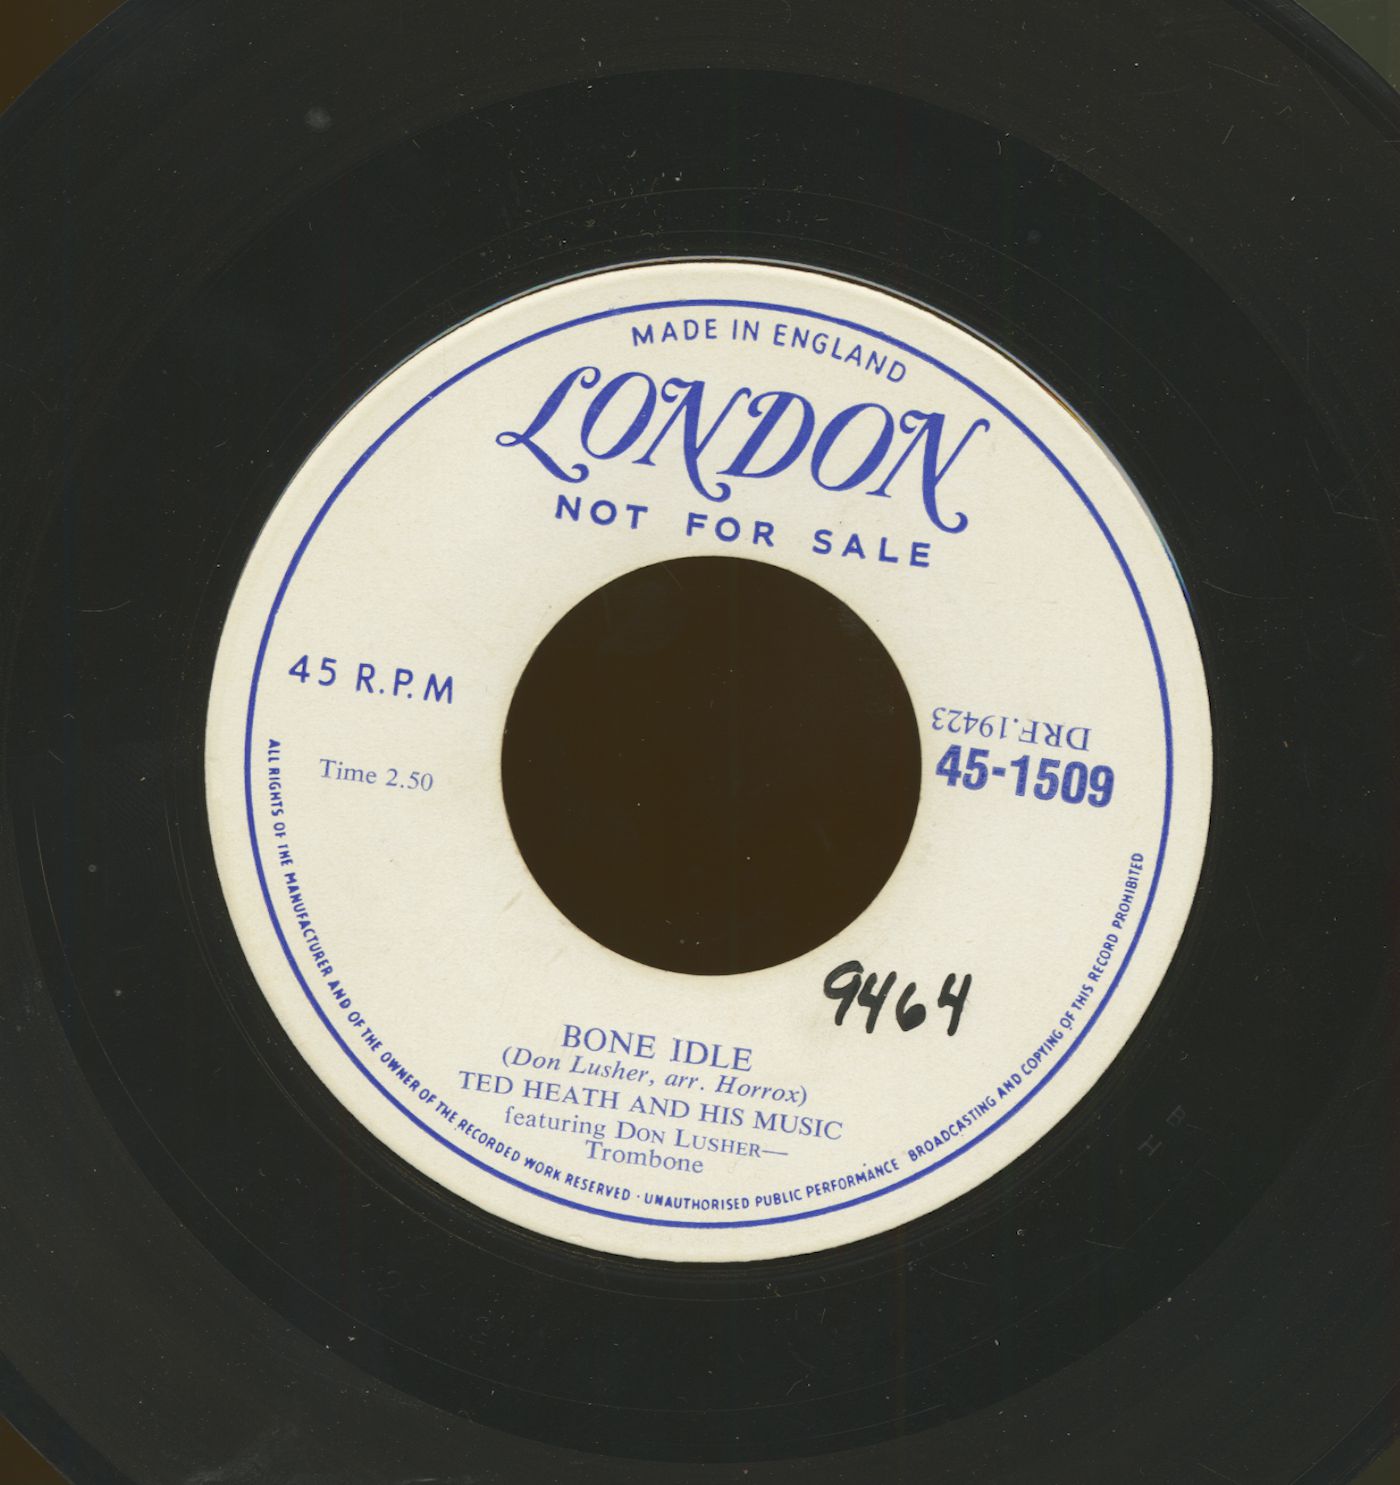 MADE IN ENGLAND
LONDON
NOT FOR SALE
45 R.P.M
Time 2.50
DRF.19423
45-1509
9464
BONE IDLE
(Don Lusher, arr. Horrox)
TED HEATH AND HIS MUSIC
featuring DON LUSHER—
Trombone
ALL RIGHTS OF THE MANUFACTURER AND OF THE OWNER OF THE RECORDED WORK RESERVED · UNAUTHORISED PUBLIC PERFORMANCE BROADCASTING AND COPYING OF THIS RECORD PROHIBITED
B
H